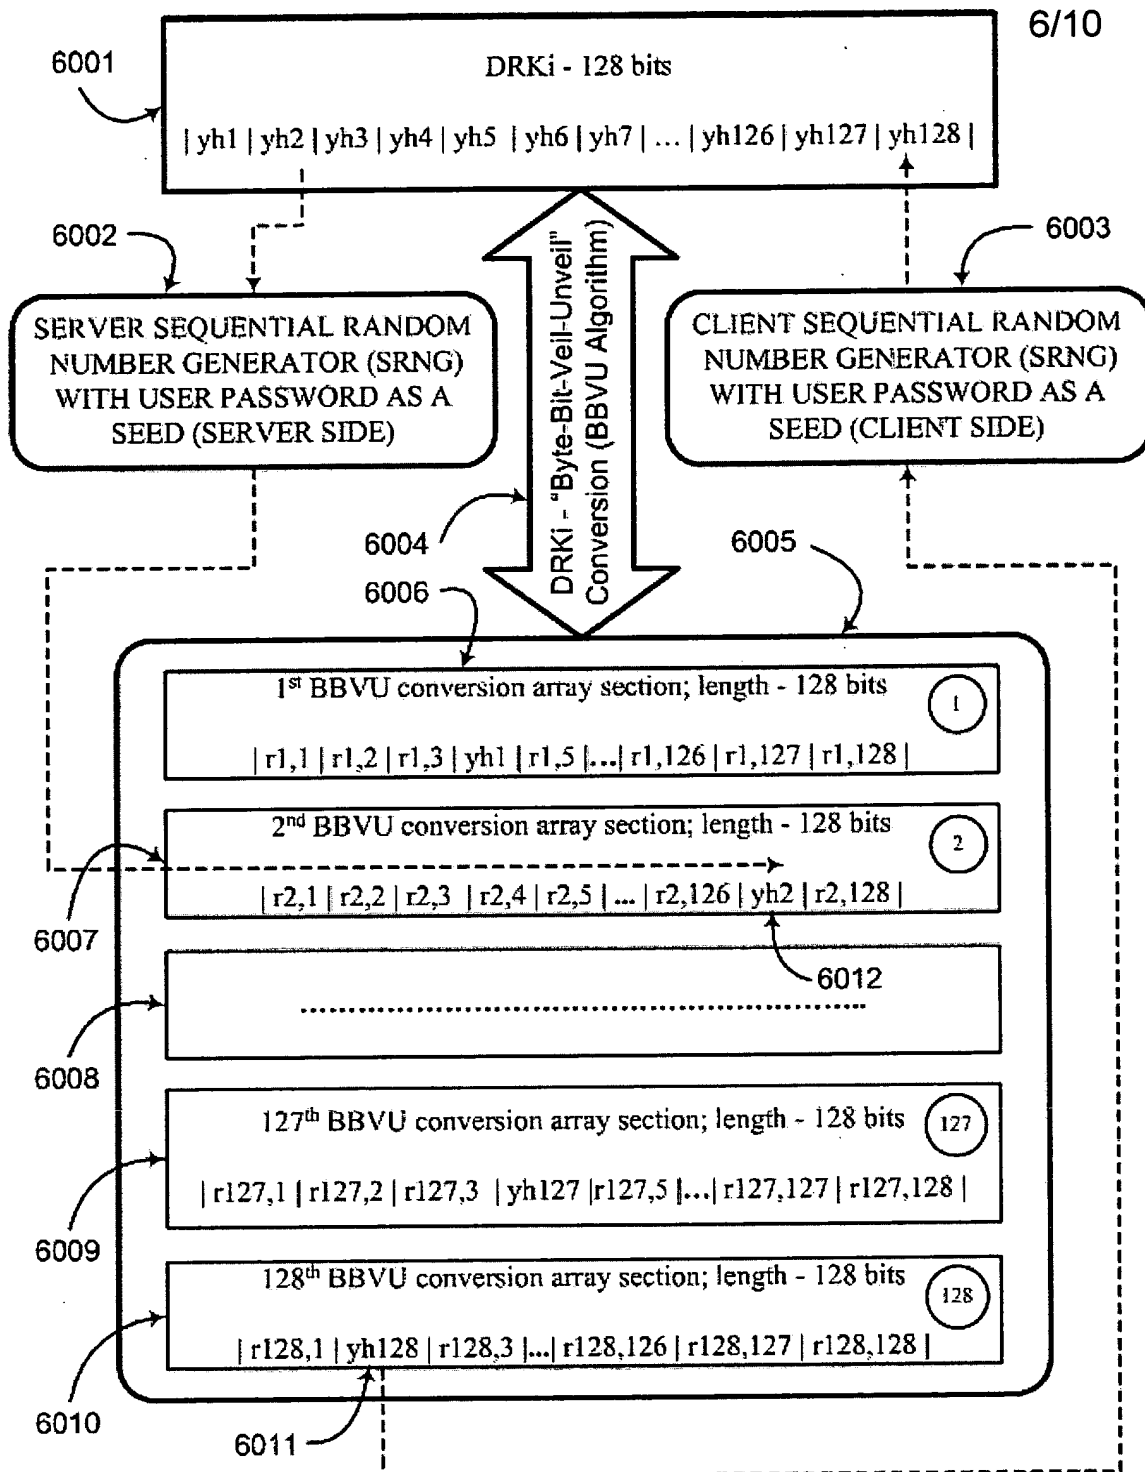 6/10
6001
DRKi - 128 bits
| yh1 | yh2 | yh3 | yh4 | yh5 | yh6 | yh7 | ... | yh126 | yh127 | yh128 |
6002
6003
SERVER SEQUENTIAL RANDOM
NUMBER GENERATOR (SRNG)
WITH USER PASSWORD AS A
SEED (SERVER SIDE)
DRKi - "Byte-Bit-Veil-Unveil"
Conversion (BBVU Algorithm)
CLIENT SEQUENTIAL RANDOM
NUMBER GENERATOR (SRNG)
WITH USER PASSWORD AS A
SEED (CLIENT SIDE)
6004
6005
6006
1st BBVU conversion array section; length - 128 bits
1
| r1,1 | r1,2 | r1,3 | yh1 | r1,5 |...| r1,126 | r1,127 | r1,128 |
2nd BBVU conversion array section; length - 128 bits
2
| r2,1 | r2,2 | r2,3 | r2,4 | r2,5 |... | r2,126 | yh2 | r2,128 |
6007
6012
6008
127th BBVU conversion array section; length - 128 bits
127
| r127,1 | r127,2 | r127,3 | yh127 |r127,5 |...| r127,127 | r127,128 |
6009
128th BBVU conversion array section; length - 128 bits
128
| r128,1 | yh128 | r128,3 |...| r128,126 | r128,127 | r128,128 |
6010
6011